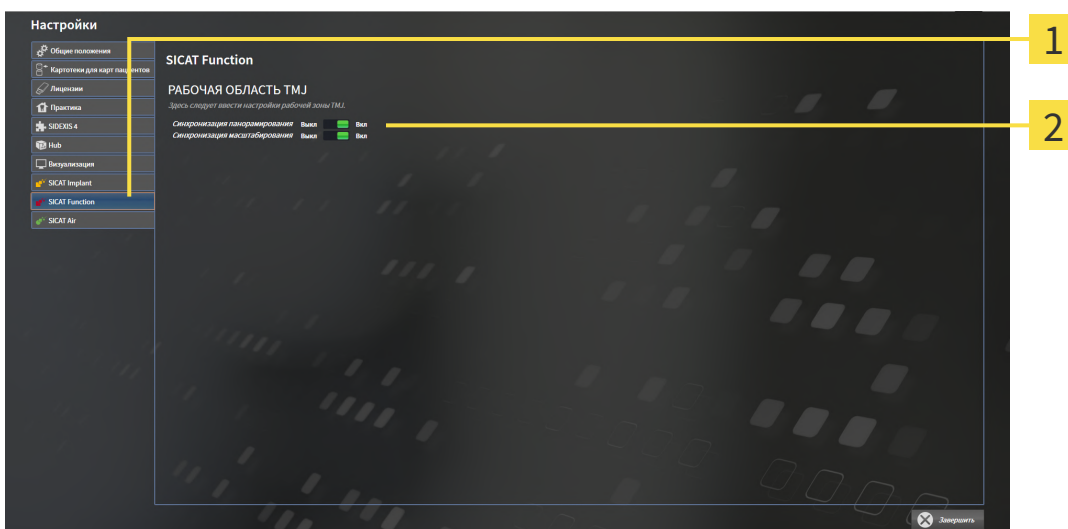 Настройки
Общие положения
Картотеки для карт пациентов
Лицензии
Практика
SIDEXIS 4
Hub
Визуализация
SICAT Implant
SICAT Function
SICAT Air
SICAT Function
РАБОЧАЯ ОБЛАСТЬ TMJ
Здесь следует ввести настройки рабочей зоны TMJ.
Синхронизация панорамирования Выкл Вкл
Синхронизация масштабирования Выкл Вкл
1
2
Завершить